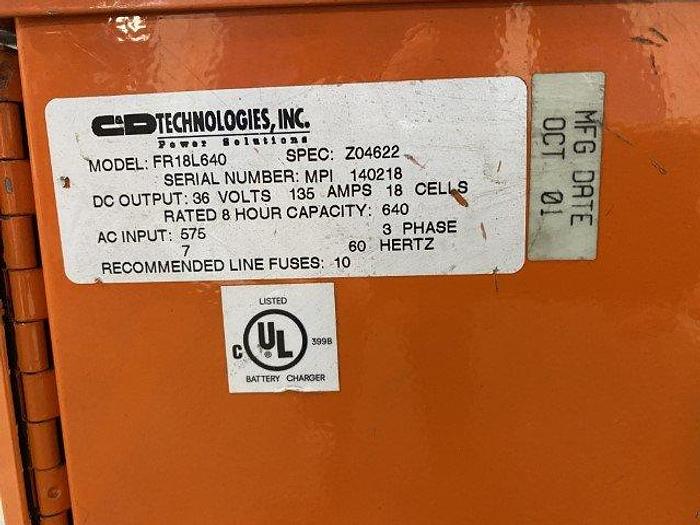 C&D TECHNOLOGIES, INC.
Power Solutions
MODEL: FR18L640 SPEC: Z04622
SERIAL NUMBER: MPI 140218
DC OUTPUT: 36 VOLTS 135 AMPS 18 CELLS
RATED 8 HOUR CAPACITY: 640
AC INPUT: 575 3 PHASE
7 60 HERTZ
RECOMMENDED LINE FUSES: 10
MFG DATE
OCT 01
LISTED
C UL ® 399B
BATTERY CHARGER